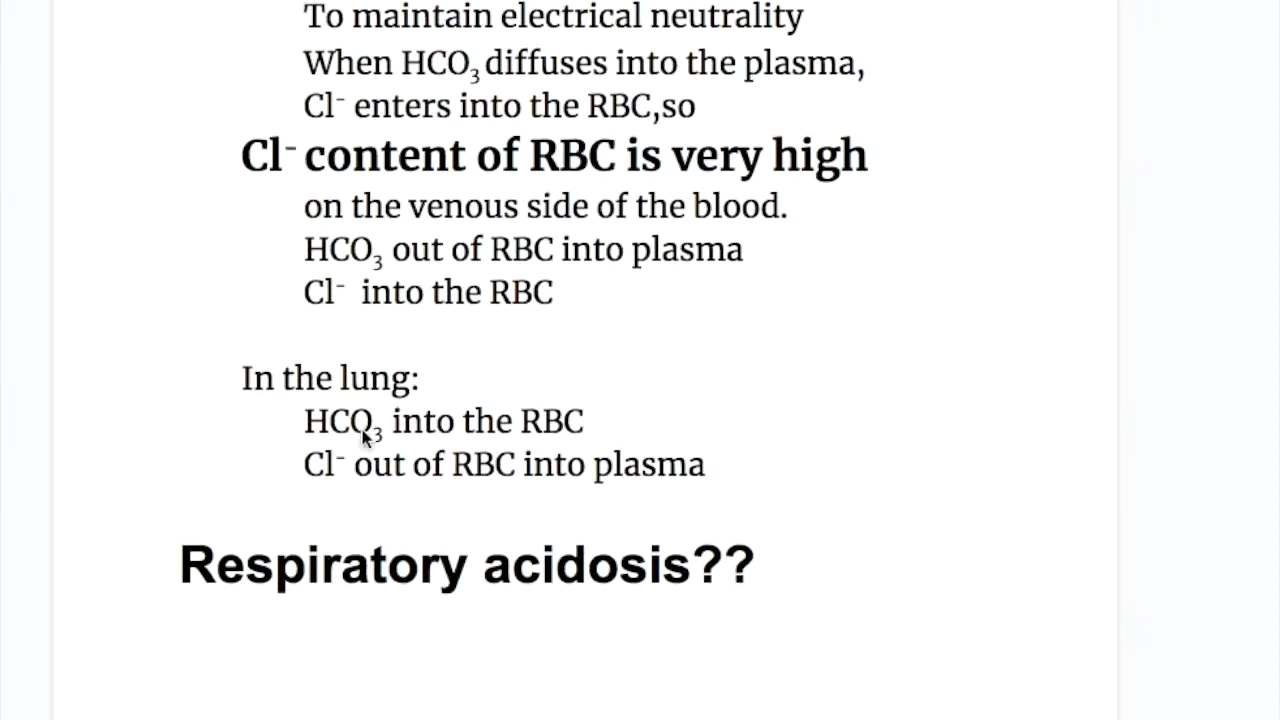 To maintain electrical neutrality
When HCO₃ diffuses into the plasma,
Cl⁻ enters into the RBC,so
Cl⁻ content of RBC is very high
on the venous side of the blood.
HCO₃ out of RBC into plasma
Cl⁻ into the RBC
In the lung:
HCO₃ into the RBC
Cl⁻ out of RBC into plasma
Respiratory acidosis??